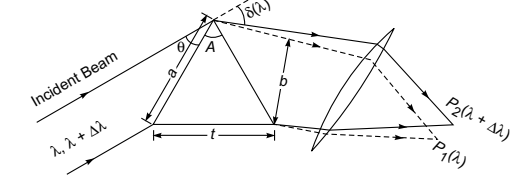 δ(λ)
θ
A
Incident Beam
a
b
P₂(λ + Δλ)
λ, λ + Δλ
t
P₁(λ)